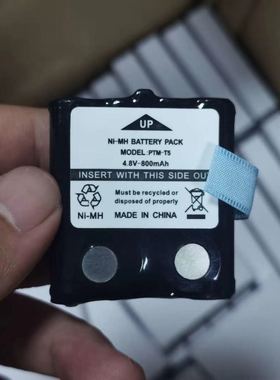 UP
Ni-MH BATTERY PACK
MODEL:PTM-T5
4.8V-800mAh
INSERT WITH THIS SIDE OUT
Must be recycled or
disposed of properly
Ni-MH MADE IN CHINA